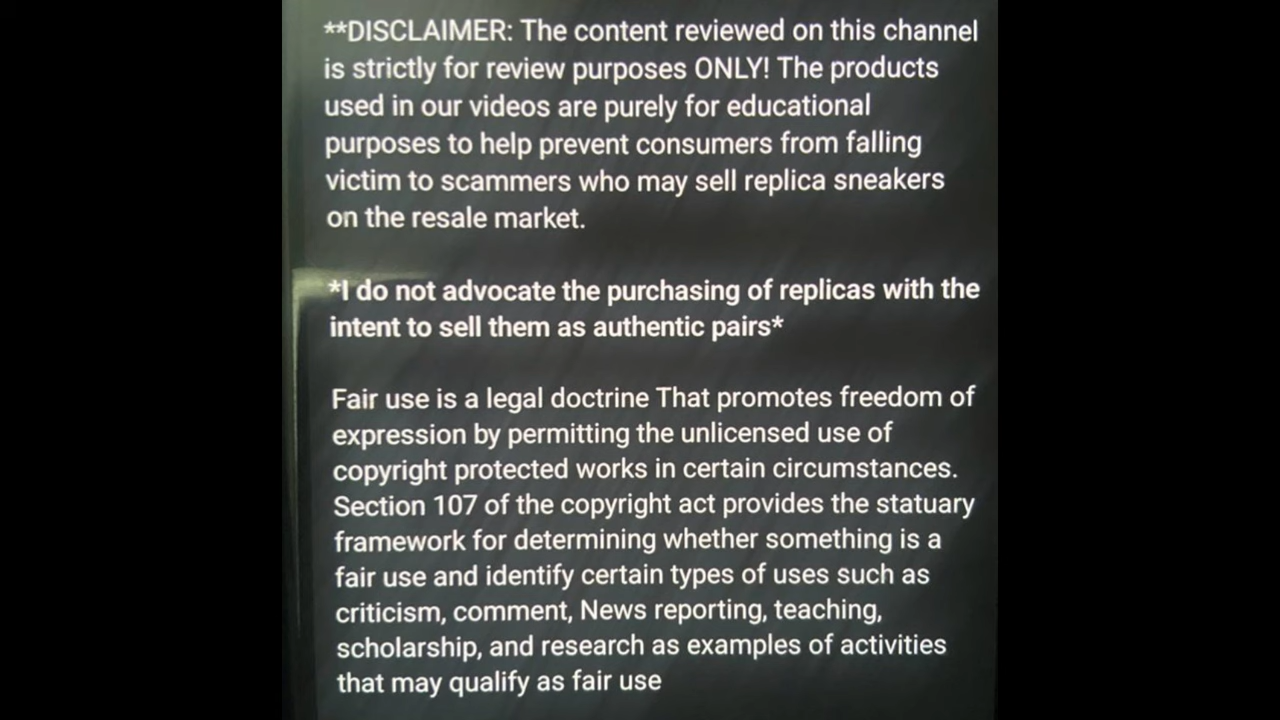 **DISCLAIMER: The content reviewed on this channel
is strictly for review purposes ONLY! The products
used in our videos are purely for educational
purposes to help prevent consumers from falling
victim to scammers who may sell replica sneakers
on the resale market.
*I do not advocate the purchasing of replicas with the
intent to sell them as authentic pairs*
Fair use is a legal doctrine That promotes freedom of
expression by permitting the unlicensed use of
copyright protected works in certain circumstances.
Section 107 of the copyright act provides the statuary
framework for determining whether something is a
fair use and identify certain types of uses such as
criticism, comment, News reporting, teaching,
scholarship, and research as examples of activities
that may qualify as fair use